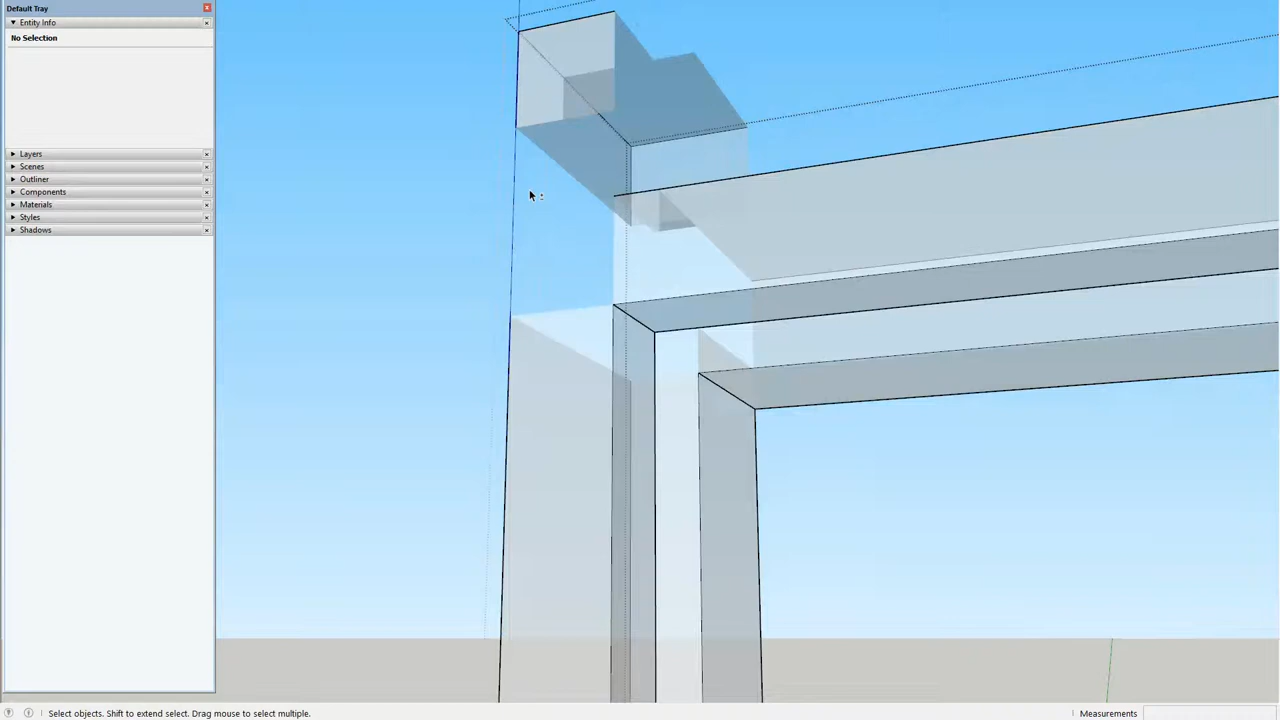 Default Tray
Entity Info
No Selection
Layers
Scenes
Outliner
Components
Materials
Styles
Shadows
Select objects. Shift to extend select. Drag mouse to select multiple.
Measurements